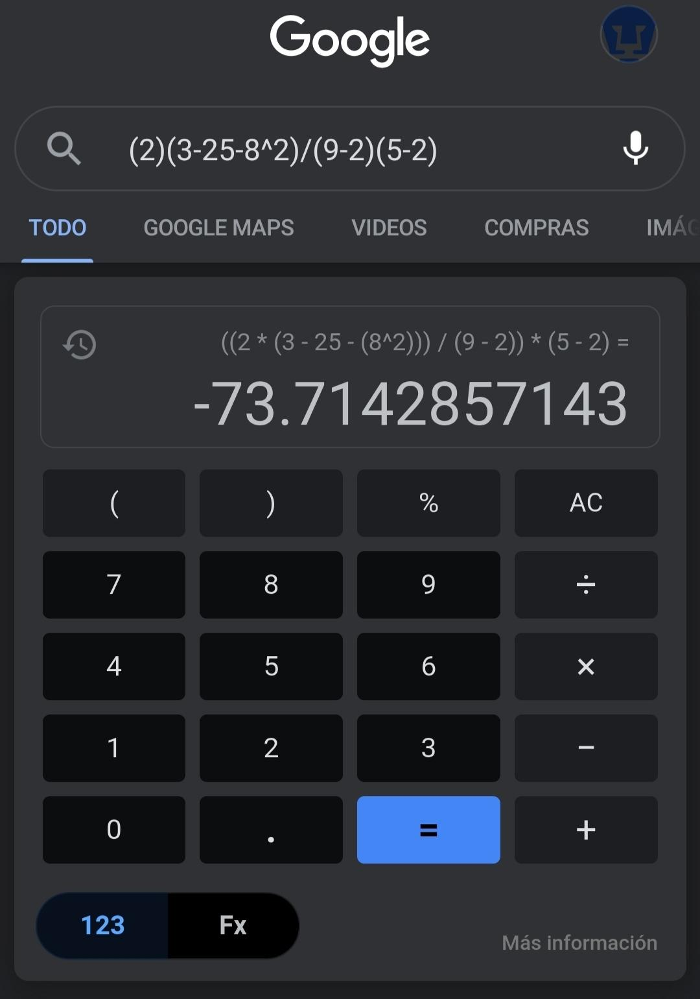 Google
(2)(3-25-8^2)/(9-2)(5-2)
TODO GOOGLE MAPS VIDEOS COMPRAS IMÁG
((2 * (3 - 25 - (8^2))) / (9 - 2)) * (5 - 2) =
-73.7142857143
( ) % AC
7 8 9 ÷
4 5 6 ×
1 2 3 −
0 . = +
123 Fx
Más información